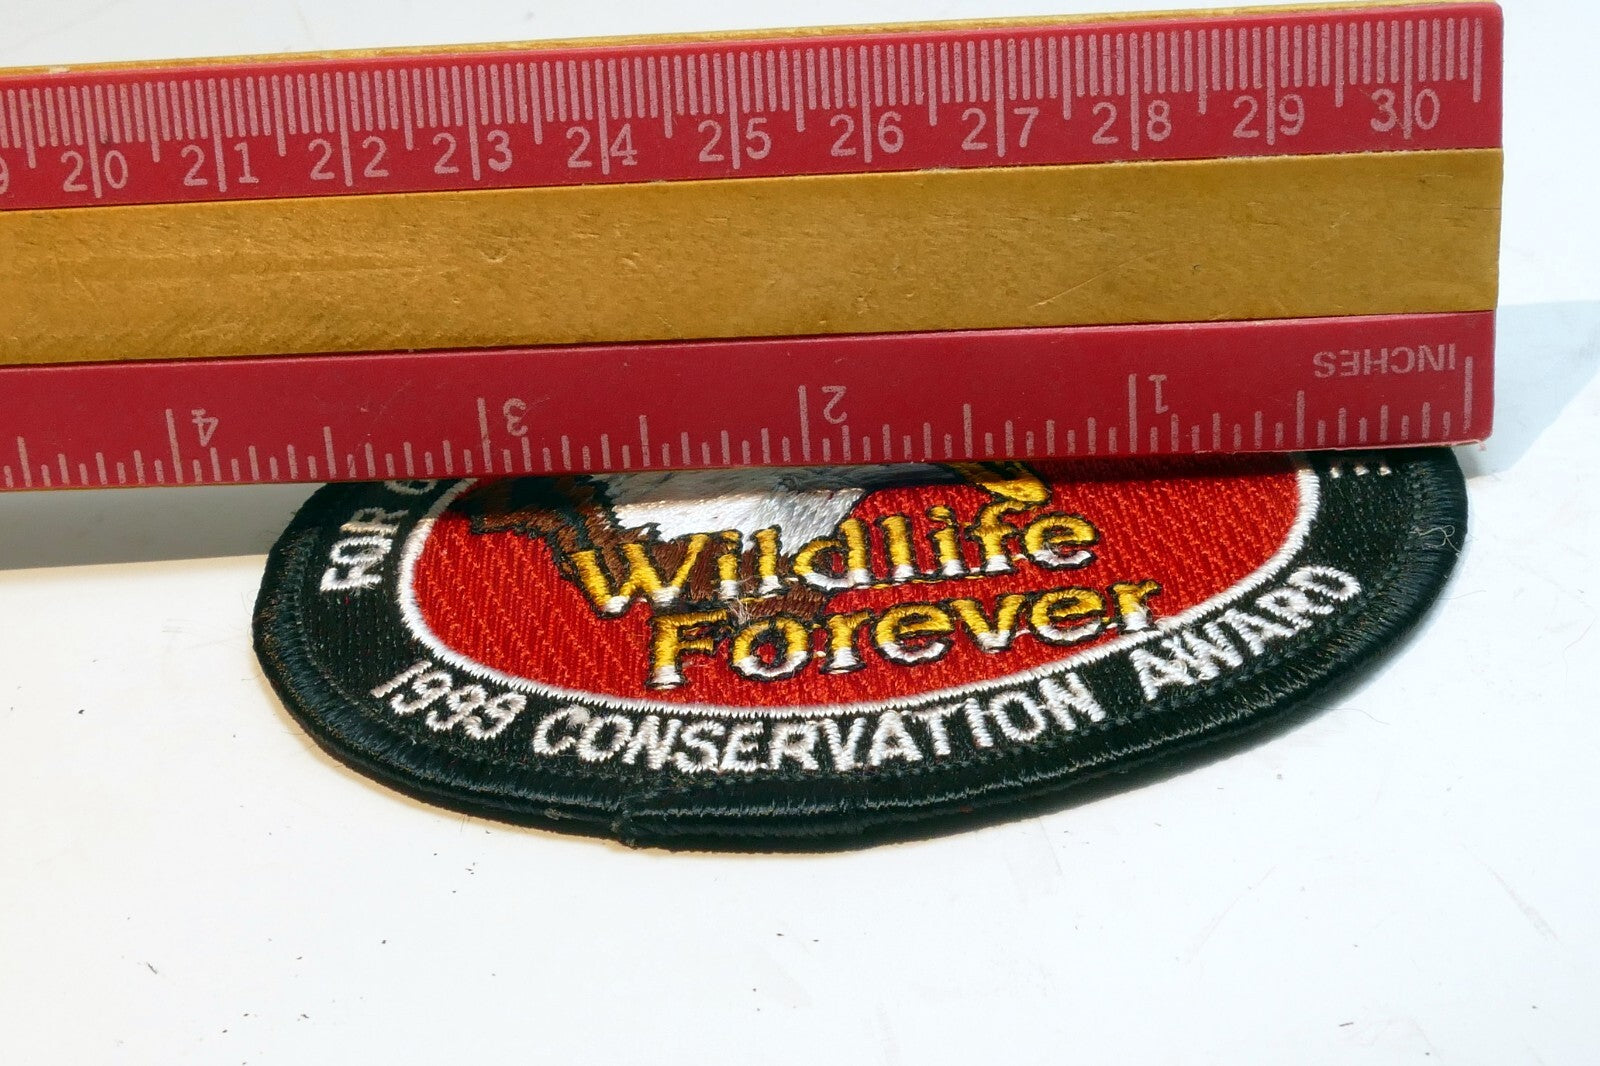 20 21 22 23 24 25 26 27 28 29 30
INCHES
4 3 2 1
FOR
Wildlife
Forever
1999 CONSERVATION AWARD